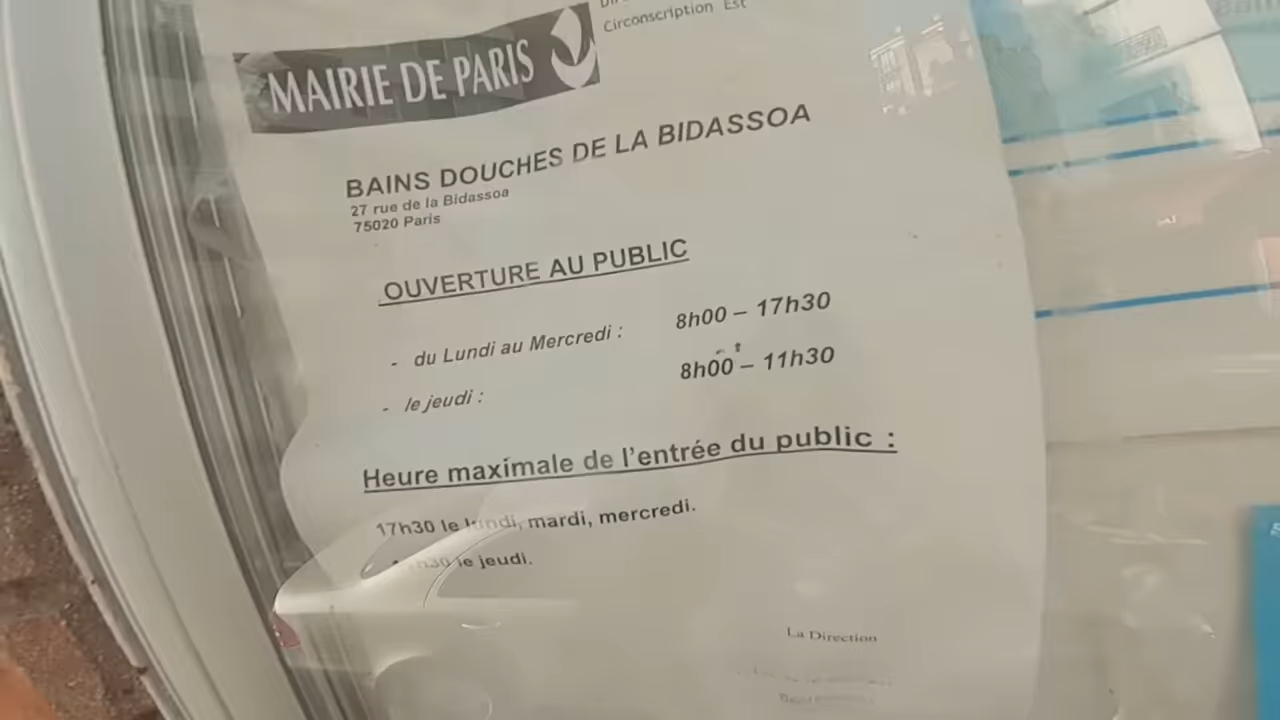 Circonscription Est
MAIRIE DE PARIS
BAINS DOUCHES DE LA BIDASSOA
27 rue de la Bidassoa
75020 Paris
OUVERTURE AU PUBLIC
- du Lundi au Mercredi : 8h00 – 17h30
- le jeudi : 8h00 – 11h30
Heure maximale de l'entrée du public :
17h30 le lundi, mardi, mercredi.
le jeudi.
La Direction